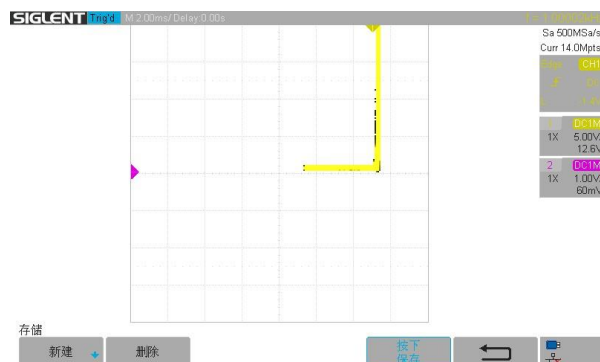 SIGLENT Trig'd M 2.00ms/ Delay:0.00s
Sa 500MSa/s
Curr 14.0Mpts
CH1
1 DC1M
1X 5.00V/
12.6V
2 DC1M
1X 1.00V/
60mV
存储
新建 删除 按下
保存